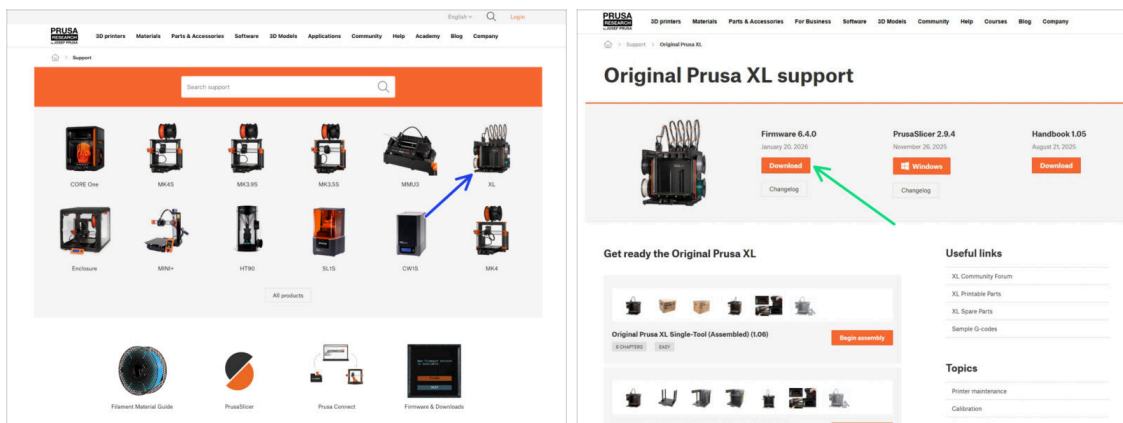 English
Login
PRUSA
RESEARCH
by JOSEF PRUSA
3D printers Materials Parts & Accessories Software 3D Models Applications Community Help Academy Blog Company
Support
Search support
CORE One MK4S MK3.9S MK3.5S MMU3 XL
Enclosure MINI+ HT90 SL1S CW1S MK4
All products
Filament Material Guide PrusaSlicer Prusa Connect Firmware & Downloads
PRUSA
RESEARCH
by JOSEF PRUSA
3D printers Materials Parts & Accessories For Business Software 3D Models Community Help Courses Blog Company
Support Original Prusa XL
Original Prusa XL support
Firmware 6.4.0 PrusaSlicer 2.9.4 Handbook 1.05
January 20, 2026 November 26, 2025 August 21, 2025
Download Windows Download
Changelog Changelog
Get ready the Original Prusa XL
Original Prusa XL Single-Tool (Assembled) (1.06)
8 CHAPTERS EASY
Begin assembly
Useful links
XL Community Forum
XL Printable Parts
XL Spare Parts
Sample G-codes
Topics
Printer maintenance
Calibration